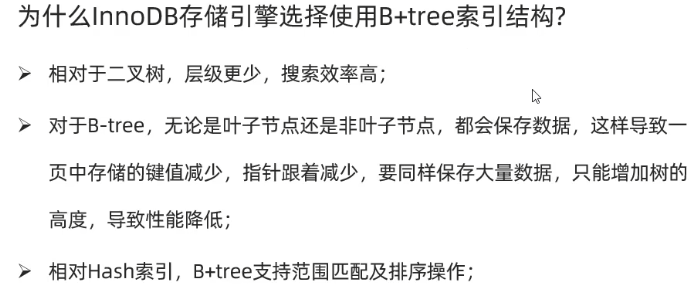 为什么InnoDB存储引擎选择使用B+tree索引结构?
➢ 相对于二叉树，层级更少，搜索效率高；
➢ 对于B-tree，无论是叶子节点还是非叶子节点，都会保存数据，这样导致一
页中存储的键值减少，指针跟着减少，要同样保存大量数据，只能增加树的
高度，导致性能降低；
➢ 相对Hash索引，B+tree支持范围匹配及排序操作；